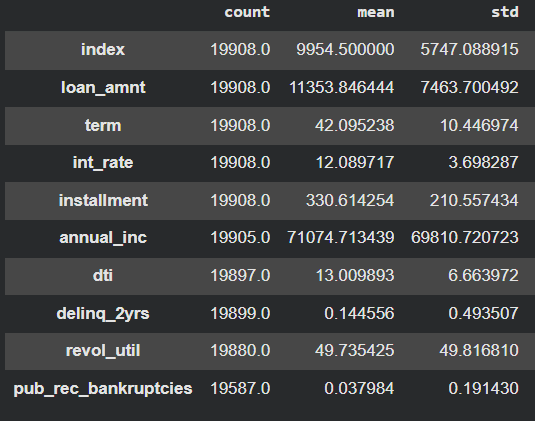 count mean std
index 19908.0 9954.500000 5747.088915
loan_amnt 19908.0 11353.846444 7463.700492
term 19908.0 42.095238 10.446974
int_rate 19908.0 12.089717 3.698287
installment 19908.0 330.614254 210.557434
annual_inc 19905.0 71074.713439 69810.720723
dti 19897.0 13.009893 6.663972
delinq_2yrs 19899.0 0.144556 0.493507
revol_util 19880.0 49.735425 49.816810
pub_rec_bankruptcies 19587.0 0.037984 0.191430